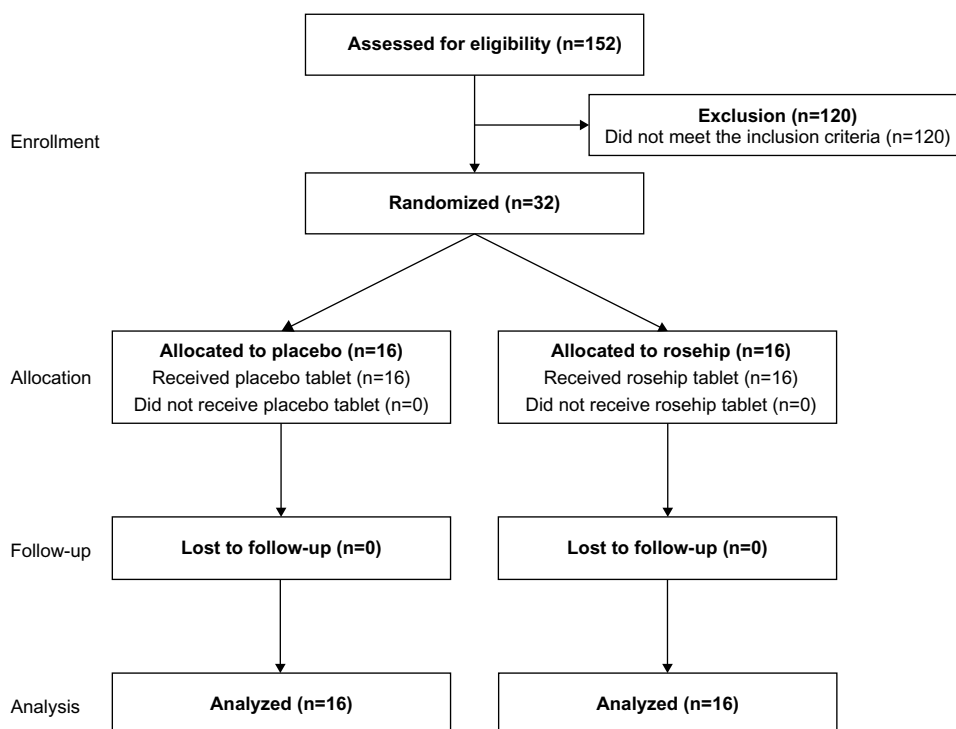 Assessed for eligibility (n=152)
Enrollment
Exclusion (n=120)
Did not meet the inclusion criteria (n=120)
Randomized (n=32)
Allocation
Allocated to placebo (n=16)
Received placebo tablet (n=16)
Did not receive placebo tablet (n=0)
Allocated to rosehip (n=16)
Received rosehip tablet (n=16)
Did not receive rosehip tablet (n=0)
Follow-up
Lost to follow-up (n=0)
Lost to follow-up (n=0)
Analysis
Analyzed (n=16)
Analyzed (n=16)